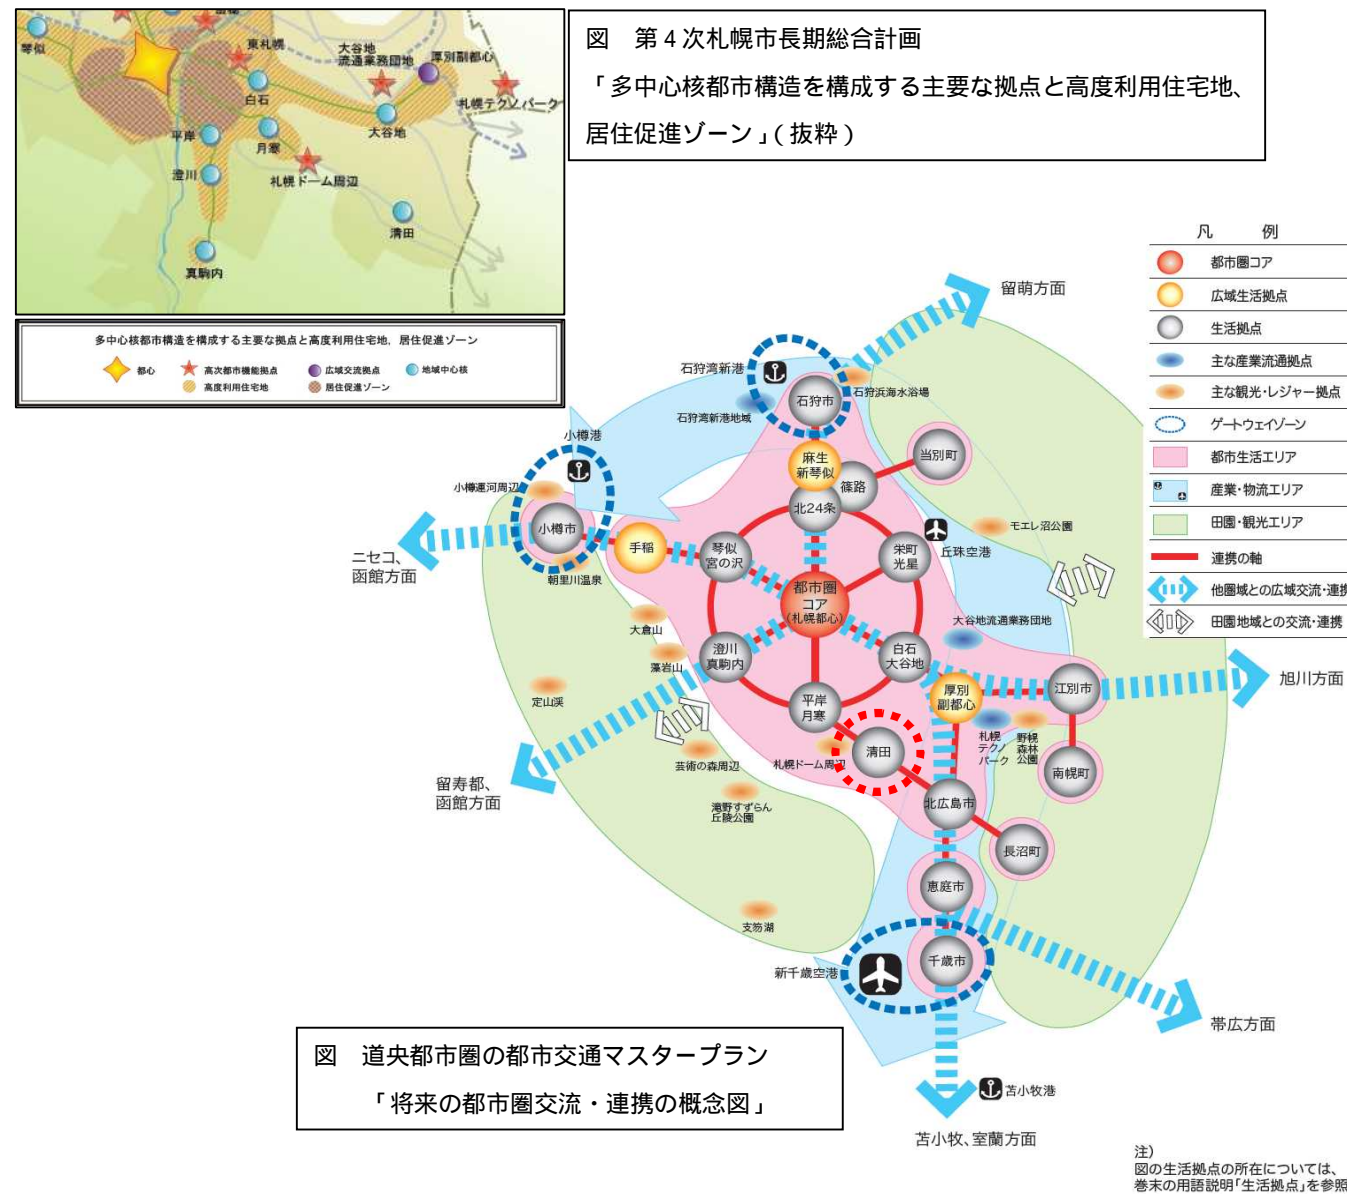 図　第４次札幌市長期総合計画
「多中心核都市構造を構成する主要な拠点と高度利用住宅地、
居住促進ゾーン」（抜粋）
琴似
東札幌
大谷地
流通業務団地
厚別副都心
札幌テクノパーク
白石
大谷地
平岸
月寒
澄川
札幌ドーム周辺
清田
真駒内
多中心核都市構造を構成する主要な拠点と高度利用住宅地，居住促進ゾーン
都心
高次都市機能拠点
広域交流拠点
地域中心核
高度利用住宅地
居住促進ゾーン
凡　例
都市圏コア
広域生活拠点
生活拠点
主な産業流通拠点
主な観光・レジャー拠点
ゲートウェイゾーン
都市生活エリア
産業・物流エリア
田園・観光エリア
連携の軸
他圏域との広域交流・連携
田園地域との交流・連携
留萌方面
石狩湾新港
石狩市
石狩浜海水浴場
石狩湾新港地域
小樽港
麻生
新琴似
当別町
篠路
小樽運河周辺
北24条
小樽市
モエレ沼公園
手稲
琴似
宮の沢
栄町
光星
丘珠空港
ニセコ、
函館方面
朝里川温泉
都市圏
コア
（札幌都心）
大倉山
大谷地流通業務団地
藻岩山
澄川
真駒内
白石
大谷地
旭川方面
定山渓
厚別
副都心
江別市
平岸
月寒
札幌
テクノ
パーク
野幌
森林
公園
芸術の森周辺
札幌ドーム周辺
清田
南幌町
留寿都、
函館方面
滝野すずらん
丘陵公園
北広島市
長沼町
恵庭市
支笏湖
新千歳空港
千歳市
帯広方面
図　道央都市圏の都市交通マスタープラン
「将来の都市圏交流・連携の概念図」
苫小牧港
苫小牧、室蘭方面
注）
図の生活拠点の所在については、
巻末の用語説明「生活拠点」を参照